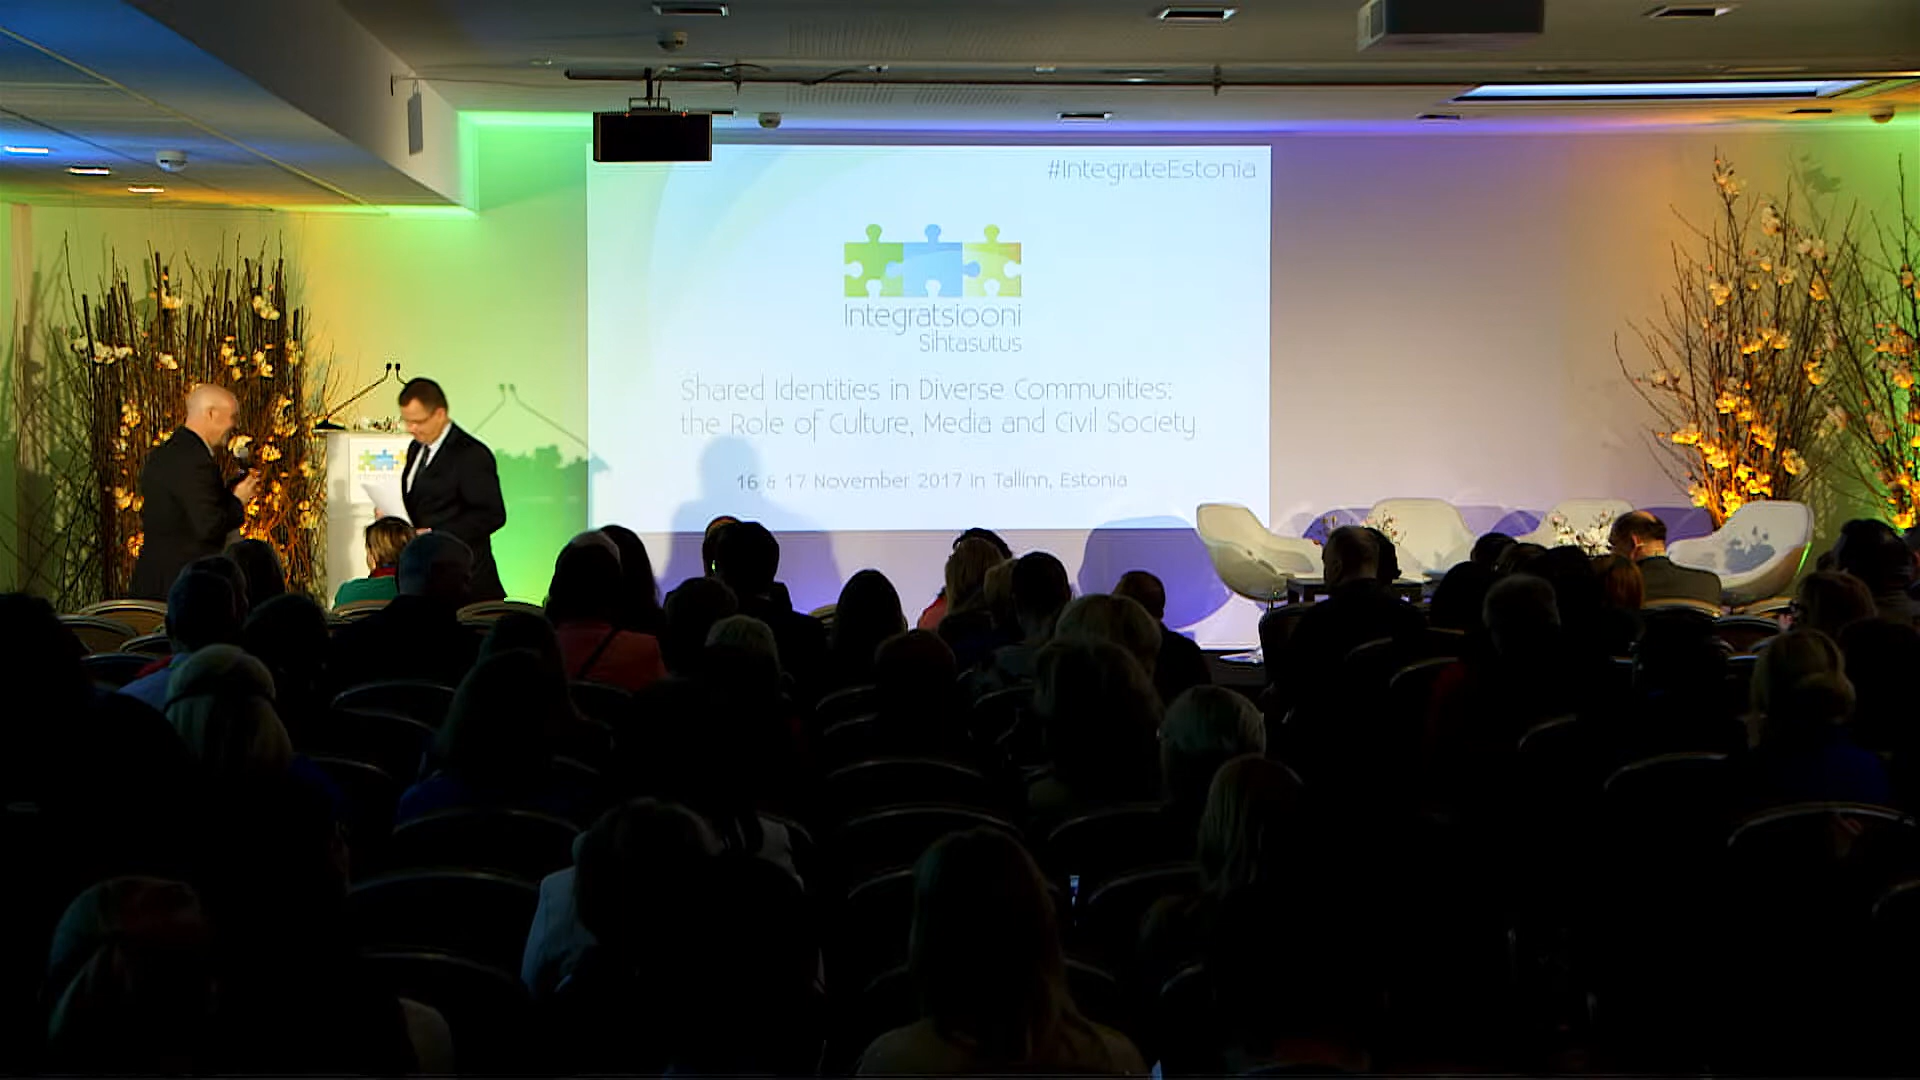 #IntegrateEstonia
Integratsiooni
Sihtasutus
Shared Identities in Diverse Communities:
the Role of Culture, Media and Civil Society
16 & 17 November 2017 in Tallinn, Estonia